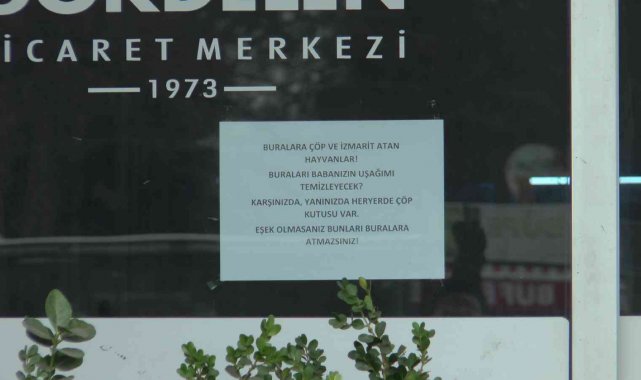 İCARET MERKEZİ
1973
BURALARA ÇÖP VE İZMARİT ATAN
HAYVANLAR!
BURALARI BABANIZIN UŞAĞIMI
TEMİZLEYECEK?
KARŞINIZDA, YANINIZDA HERYERDE ÇÖP
KUTUSU VAR.
EŞEK OLMASANIZ BUNLARI BURALARA
ATMAZSINIZ!